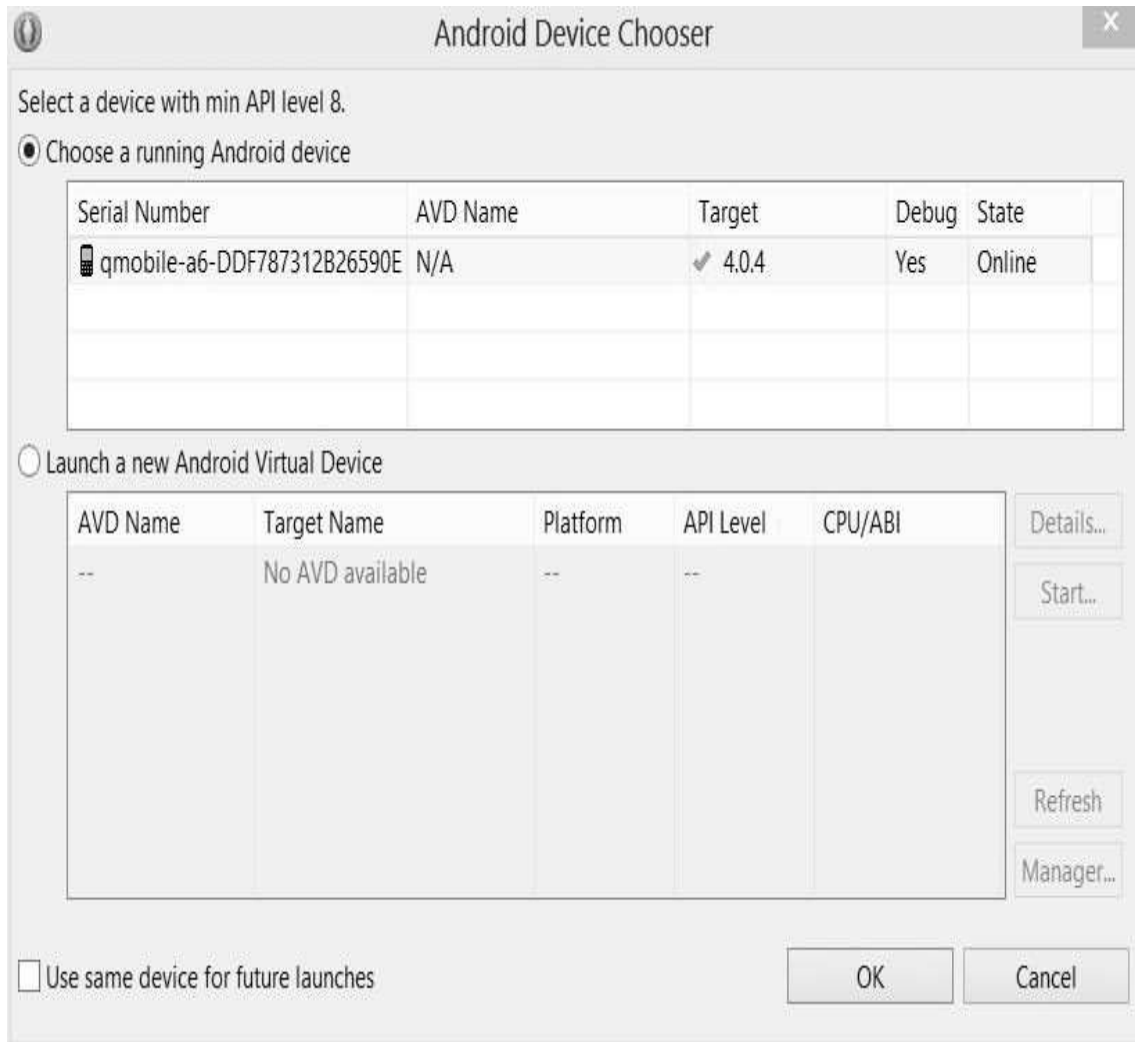 Android Device Chooser
X
Select a device with min API level 8.
Choose a running Android device
Serial Number AVD Name Target Debug State
qmobile-a6-DDF787312B26590E N/A 4.0.4 Yes Online
Launch a new Android Virtual Device
AVD Name Target Name Platform API Level CPU/ABI
-- No AVD available -- --
Details...
Start...
Refresh
Manager...
Use same device for future launches
OK Cancel